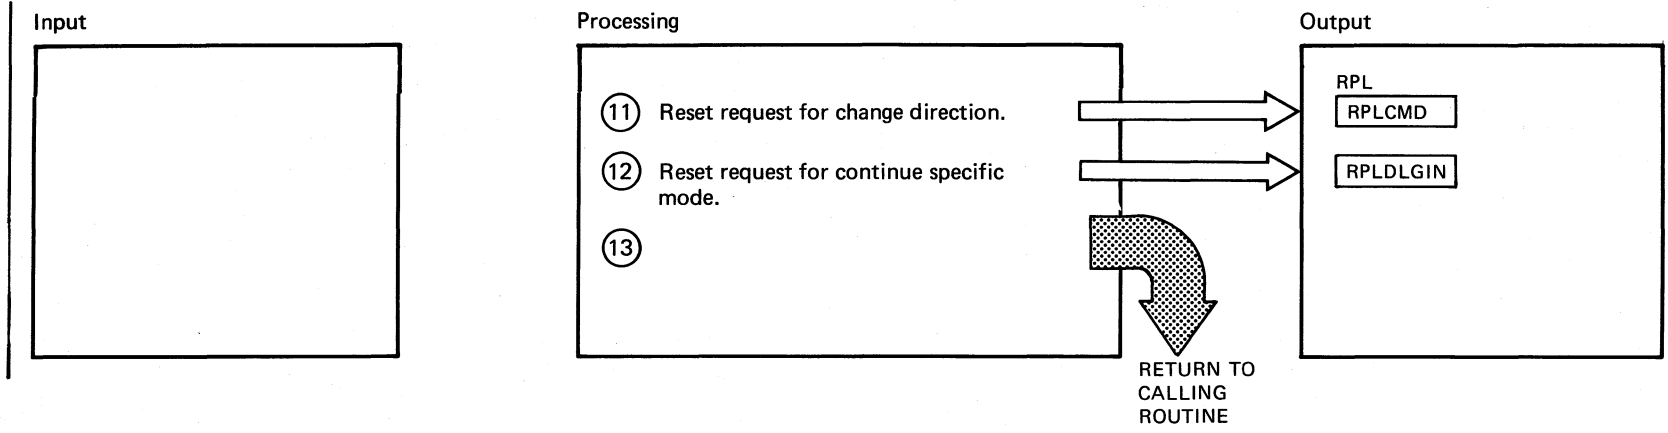 Input
Processing
Output
11 Reset request for change direction.
RPL
RPLCMD
12 Reset request for continue specific
mode.
RPLDLGIN
13
RETURN TO
CALLING
ROUTINE